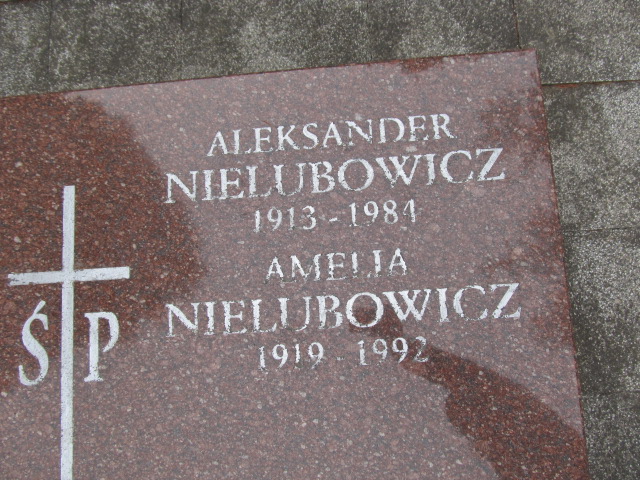 ALEKSANDER
NIELUBOWICZ
1913 - 1984
AMELIA
NIELUBOWICZ
1919 - 1992
Ś P